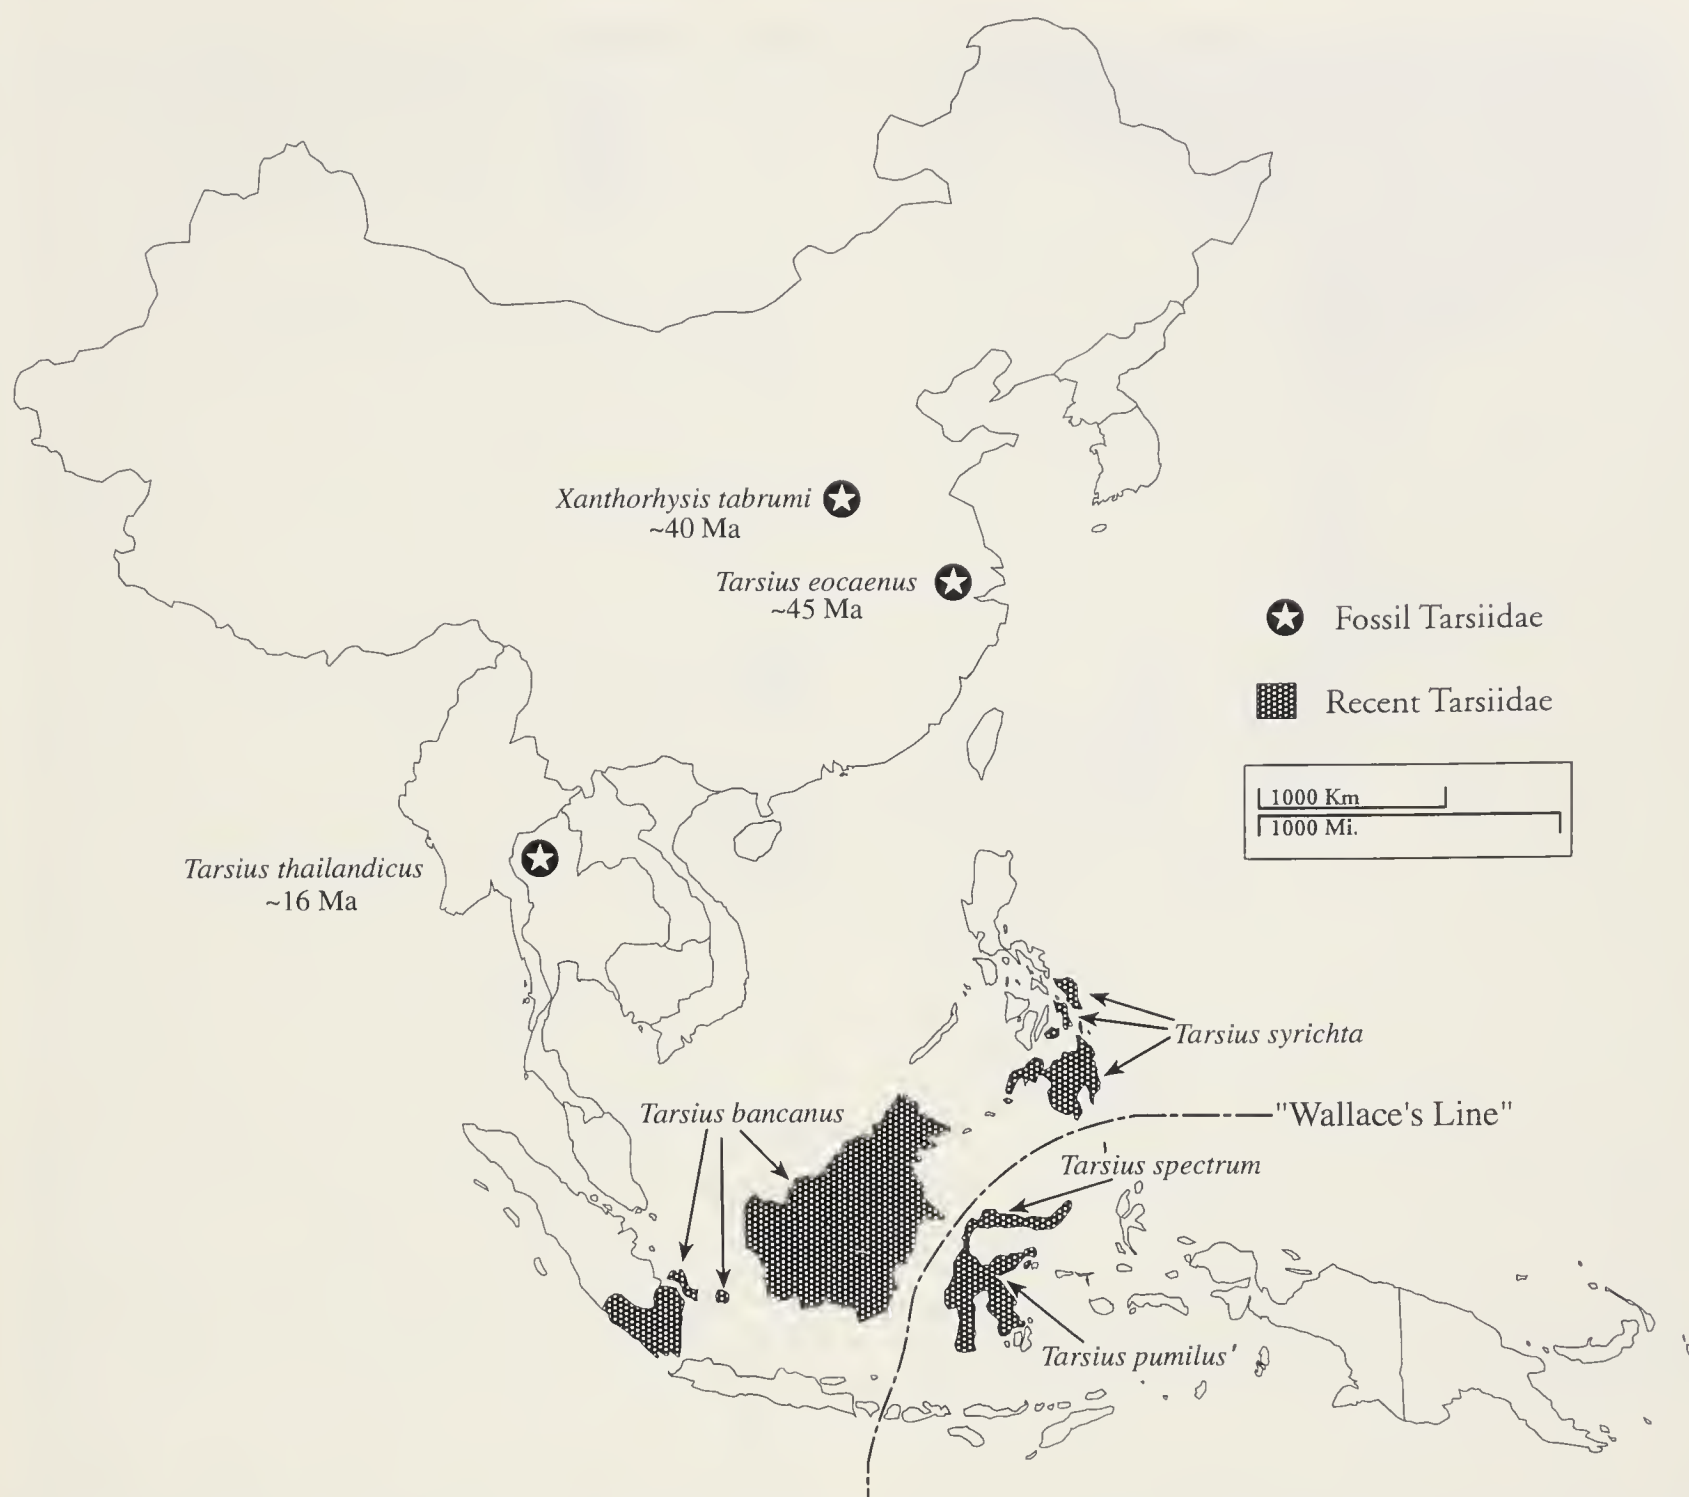 Xanthorhysis tabrumi
~40 Ma
Tarsius eocaenus
~45 Ma
Fossil Tarsiidae
Recent Tarsiidae
1000 Km
1000 Mi.
Tarsius thailandicus
~16 Ma
Tarsius syrichta
Tarsius bancanus
"Wallace's Line"
Tarsius spectrum
Tarsius pumilus'